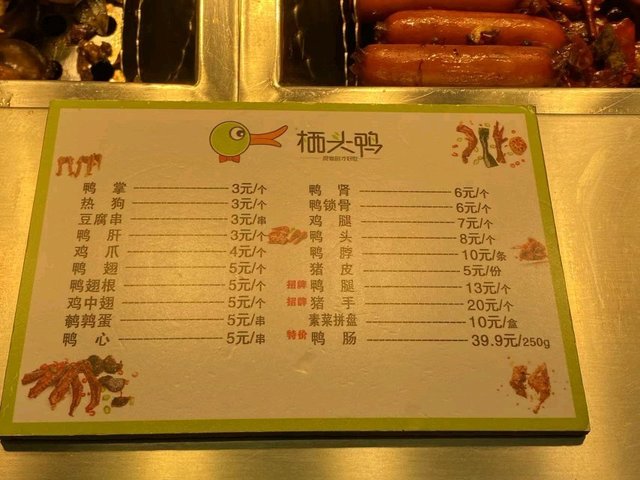 栖头鸭
鸭掌 3元/个
热狗 3元/个
豆腐串 3元/串
鸭肝 3元/个
鸡爪 4元/个
鸭翅 5元/个
鸭翅根 5元/个
鸡中翅 5元/个
鹌鹑蛋 5元/串
鸭心 5元/串
鸭肾 6元/个
鸭锁骨 6元/个
鸡腿 7元/个
鸭头 8元/个
鸭脖 10元/条
猪皮 5元/份
招牌 鸭腿 13元/个
招牌 猪手 20元/个
素菜拼盘 10元/盒
特价 鸭肠 39.9元/250g